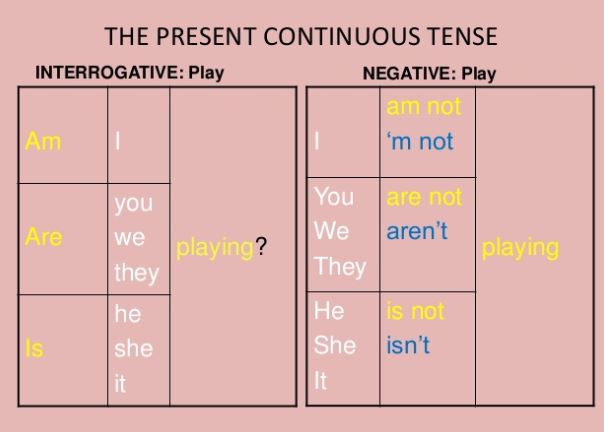 THE PRESENT CONTINUOUS TENSE
INTERROGATIVE: Play
Am I
Are you
we
they
playing?
Is he
she
it
NEGATIVE: Play
I am not
‘m not
You are not
We aren’t
They
playing
He is not
She isn’t
It